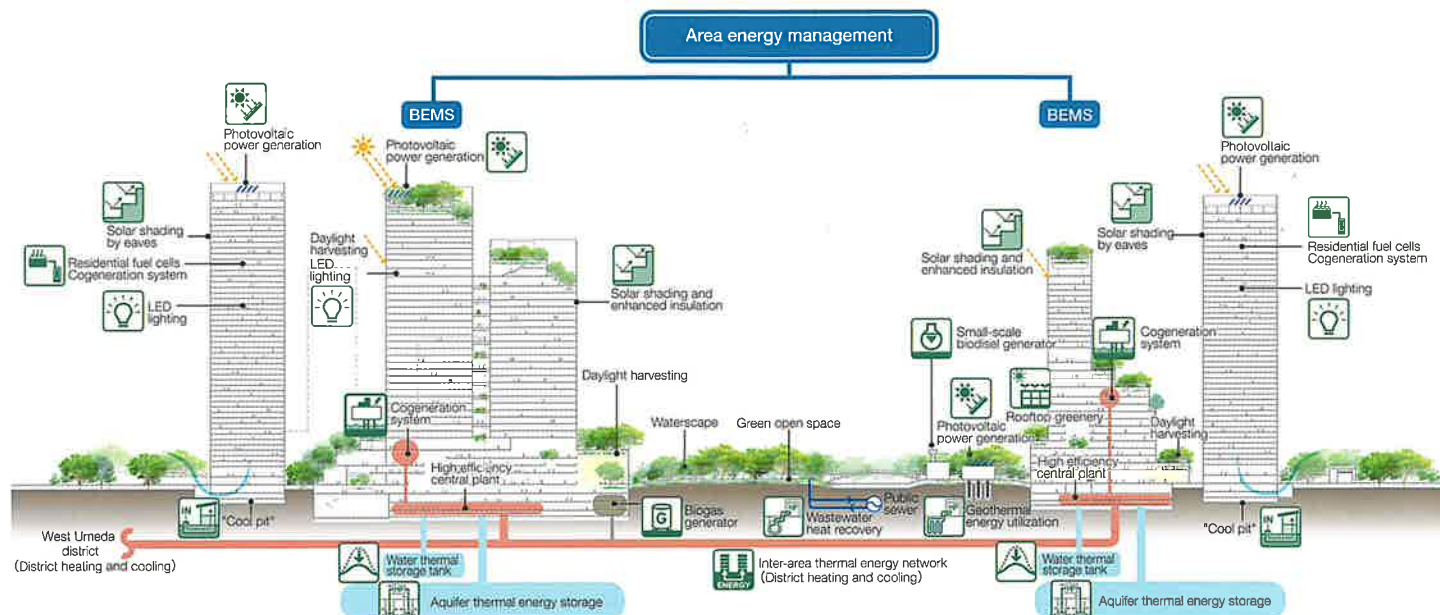 Area energy management
BEMS
BEMS
Photovoltaic
power generation
Photovoltaic
power generation
Photovollaic
power generation
Solar shading
by eaves
Residential fuel cells
Cogeneration system
LED
lighting
Daylight
harvesting
LED
lighting
Solar shading and
enhanced insulation
Cogeneration
system
High efficiency
central plant
Daylight harvesting
Waterscape
Green open space
Solar shading and
enhanced insulation
Small-scale
biodisel generator
Cogeneration
system
Photovoltaic
power generation
Rooftop greenery
Daylight
harvesting
High efficiency
central plant
Solar shading
by eaves
Residential fuel cells
Cogeneration system
LED lighting
IN
"Cool pit"
G
Biogas
generator
Wastewater
heat recovery
Public
sewer
Geothermal
energy utilization
"Cool pit"
IN
West Umeda
district
(District heating and cooling)
Water thermal
storage tank
ENERGY
Inter-area thermal energy network
(District heating and cooling)
Water thermal
storage tank
Aquifer thermal energy storage
Aquifer thermal energy storage